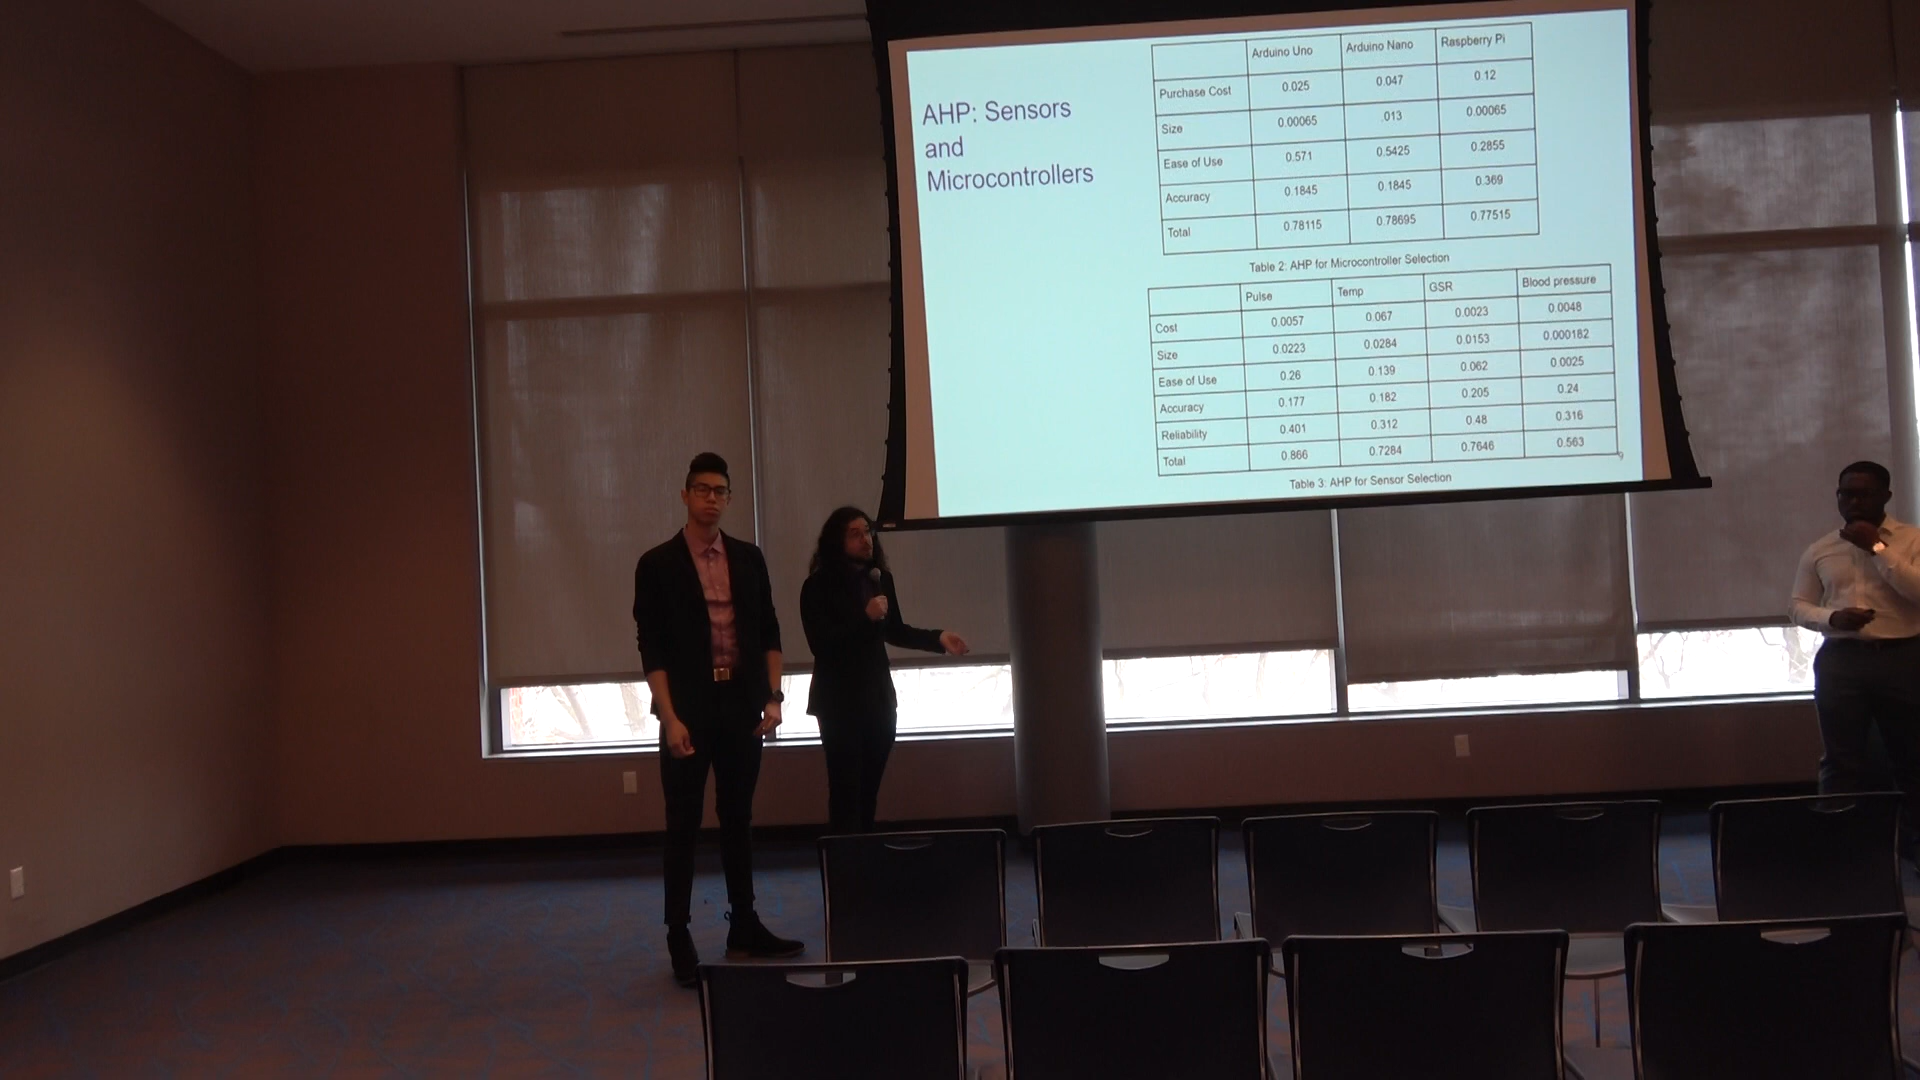 AHP: Sensors
and
Microcontrollers
Arduino Uno Arduino Nano Raspberry Pi
Purchase Cost 0.025 0.047 0.12
Size 0.00065 .013 0.00065
Ease of Use 0.571 0.5425 0.2855
Accuracy 0.1845 0.1845 0.369
Total 0.78115 0.78695 0.77515
Table 2: AHP for Microcontroller Selection
Pulse Temp GSR Blood pressure
Cost 0.0057 0.067 0.0023 0.0048
Size 0.0223 0.0284 0.0153 0.000182
Ease of Use 0.26 0.139 0.062 0.0025
Accuracy 0.177 0.182 0.205 0.24
Reliability 0.401 0.312 0.48 0.316
Total 0.866 0.7284 0.7646 0.563
Table 3: AHP for Sensor Selection
9